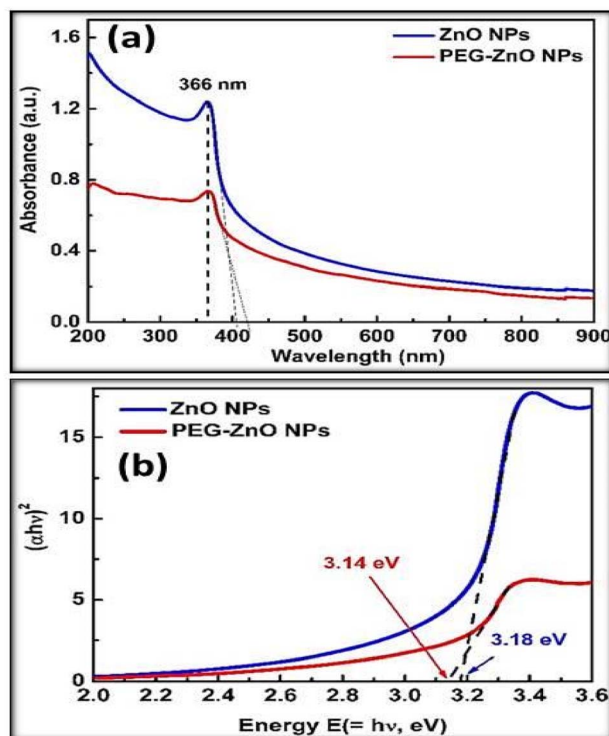 (a)
ZnO NPs
PEG-ZnO NPs
366 nm
Absorbance (a.u.)
1.6
1.2
0.8
0.4
0.0
200 300 400 500 600 700 800 900
Wavelength (nm)
ZnO NPs
PEG-ZnO NPs
(b)
(αhν)²
15
10
5
0
3.14 eV
3.18 eV
2.0 2.2 2.4 2.6 2.8 3.0 3.2 3.4 3.6
Energy E(= hν, eV)